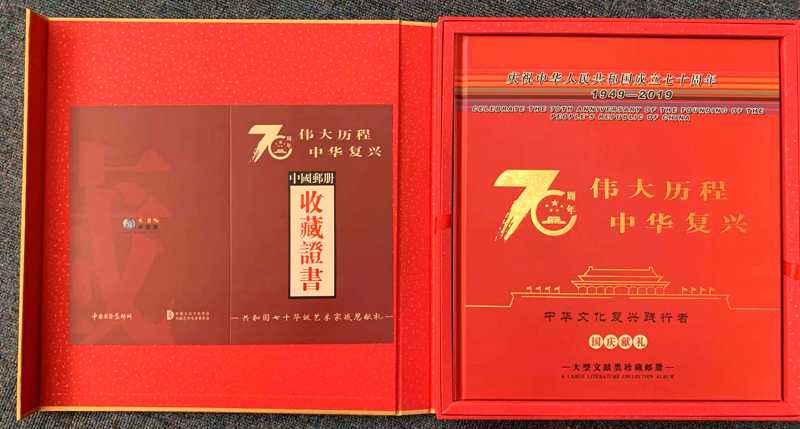 70周年
伟大历程
中华复兴
中國郵册
收藏證書
—共和国七十华诞艺术家感恩献礼—
庆祝中华人民共和国成立七十周年
1949—2019
CELEBRATE THE 70TH ANNIVERSARY OF THE FOUNDING OF THE
PEOPLE'S REPUBLIC OF CHINA
70周年
伟大历程
中华复兴
中华文化复兴践行者
国庆献礼
—大型文献类珍藏邮册—
A LARGE LITERATURE COLLECTION ALBUM